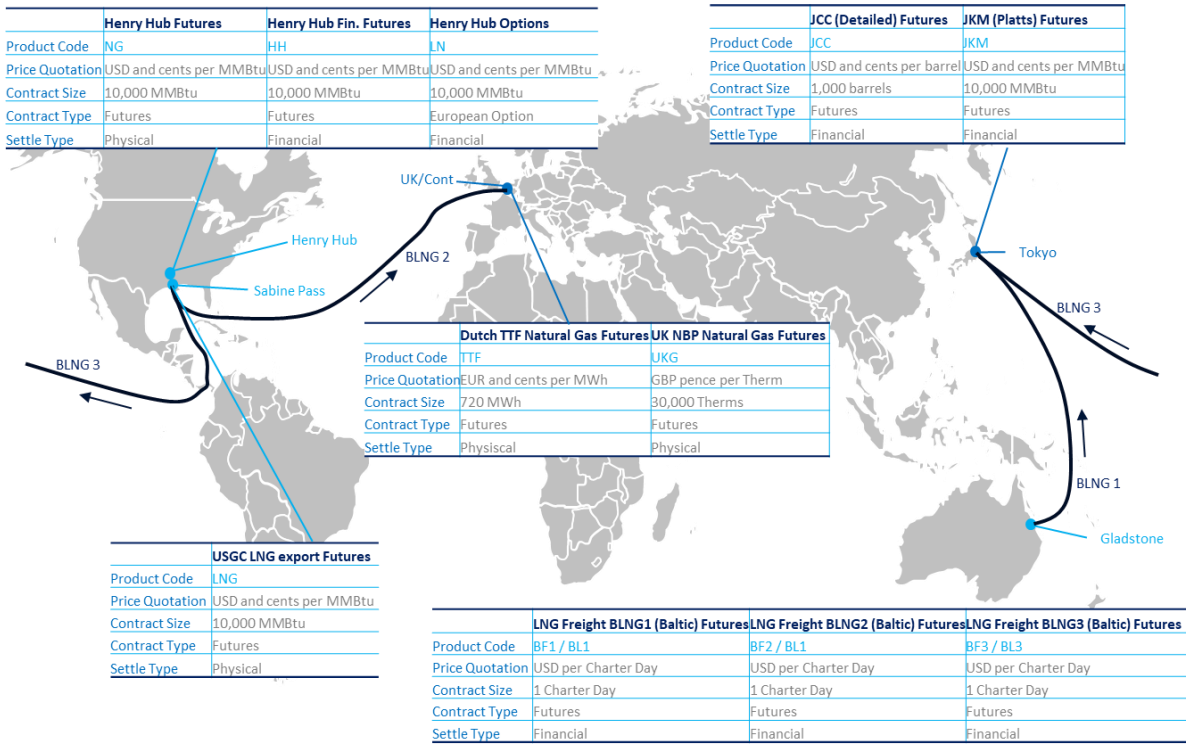 Henry Hub Futures Henry Hub Fin. Futures Henry Hub Options
Product Code NG HH LN
Price Quotation USD and cents per MMBtu USD and cents per MMBtu USD and cents per MMBtu
Contract Size 10,000 MMBtu 10,000 MMBtu 10,000 MMBtu
Contract Type Futures Futures European Option
Settle Type Physical Financial Financial
JCC (Detailed) Futures JKM (Platts) Futures
Product Code JCC JKM
Price Quotation USD and cents per barrel USD and cents per MMBtu
Contract Size 1,000 barrels 10,000 MMBtu
Contract Type Futures Futures
Settle Type Financial Financial
UK/Cont
Henry Hub
BLNG 2
Tokyo
Sabine Pass
BLNG 3
BLNG 3
Dutch TTF Natural Gas Futures UK NBP Natural Gas Futures
Product Code TTF UKG
Price Quotation EUR and cents per MWh GBP pence per Therm
Contract Size 720 MWh 30,000 Therms
Contract Type Futures Futures
Settle Type Physiscal Physical
BLNG 1
Gladstone
USGC LNG export Futures
Product Code LNG
Price Quotation USD and cents per MMBtu
Contract Size 10,000 MMBtu
Contract Type Futures
Settle Type Physical
LNG Freight BLNG1 (Baltic) Futures LNG Freight BLNG2 (Baltic) Futures LNG Freight BLNG3 (Baltic) Futures
Product Code BF1 / BL1 BF2 / BL1 BF3 / BL3
Price Quotation USD per Charter Day USD per Charter Day USD per Charter Day
Contract Size 1 Charter Day 1 Charter Day 1 Charter Day
Contract Type Futures Futures Futures
Settle Type Financial Financial Financial